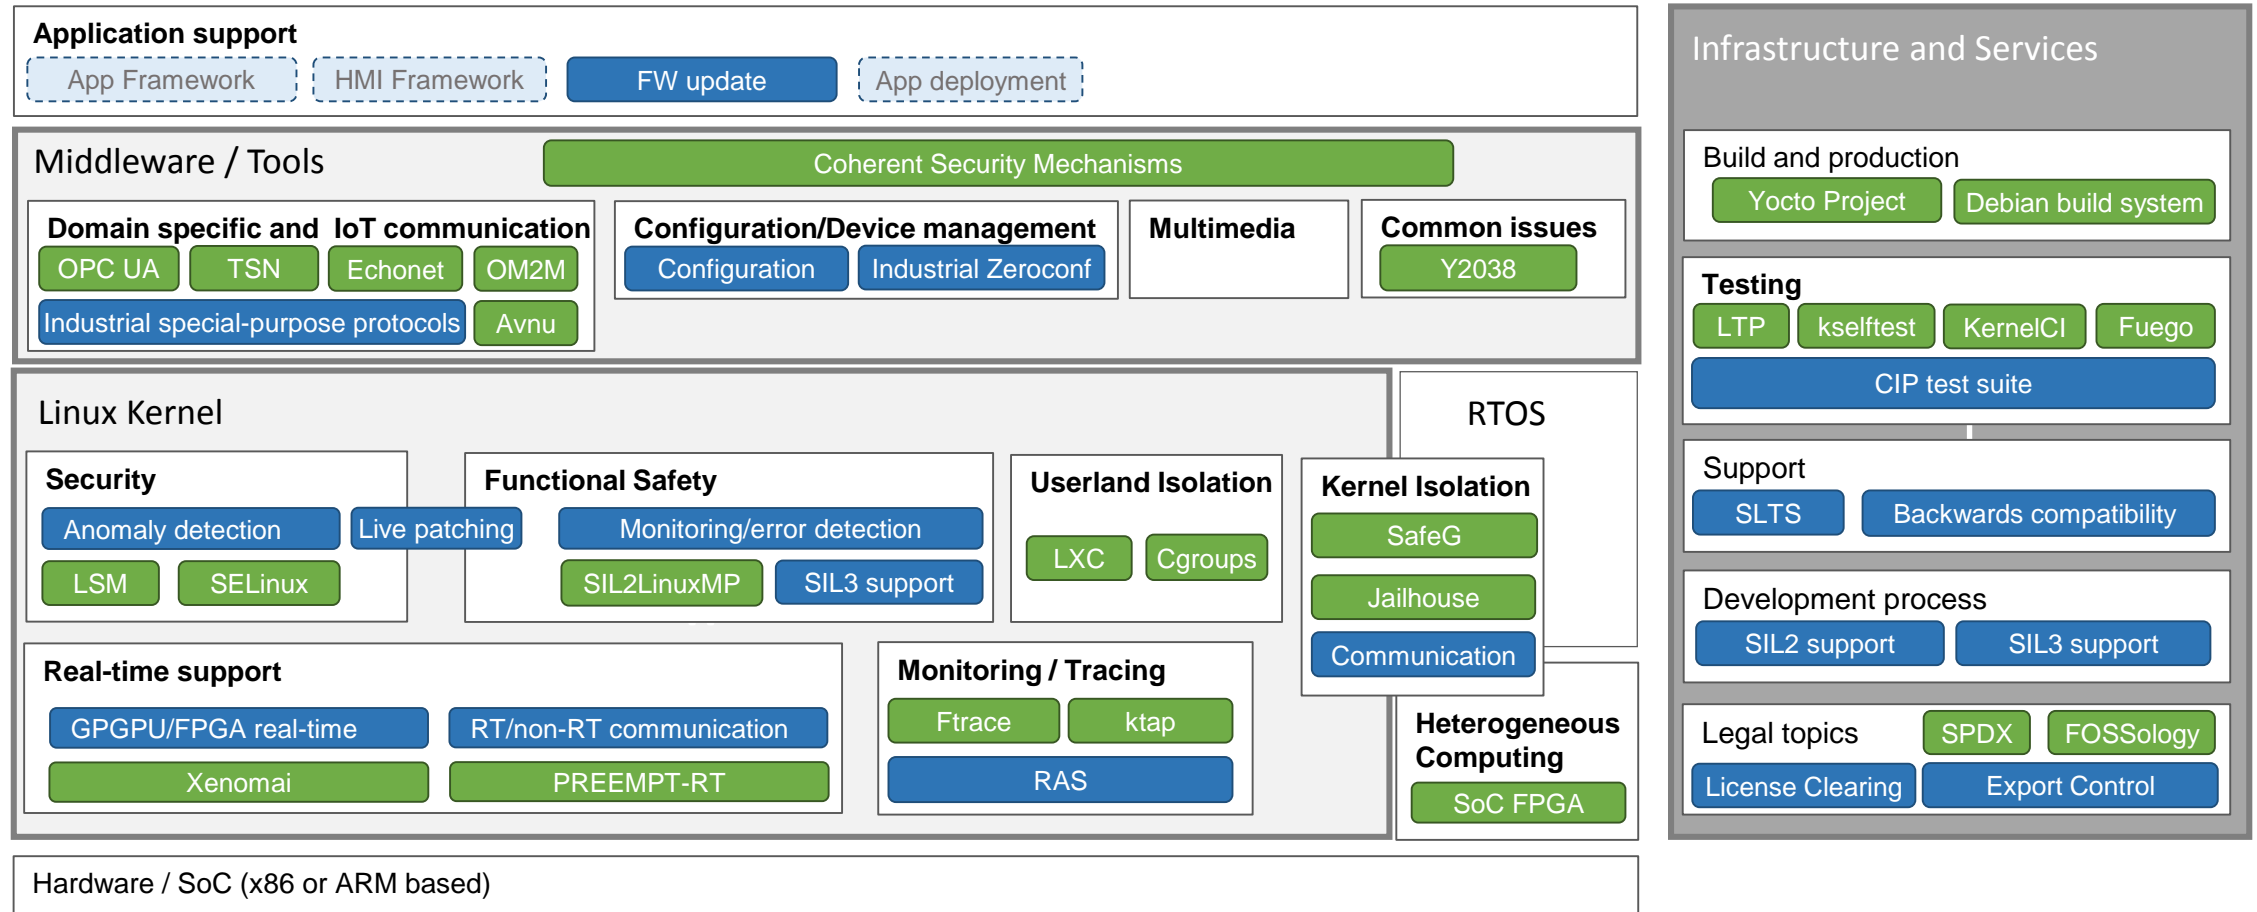 Application support
App Framework
HMI Framework
FW update
App deployment
Middleware / Tools
Coherent Security Mechanisms
Domain specific and IoT communication
OPC UA
TSN
Echonet
OM2M
Industrial special-purpose protocols
Avnu
Configuration/Device management
Configuration
Industrial Zeroconf
Multimedia
Common issues
Y2038
Linux Kernel
RTOS
Security
Anomaly detection
Live patching
LSM
SELinux
Functional Safety
Monitoring/error detection
SIL2LinuxMP
SIL3 support
Userland Isolation
LXC
Cgroups
Kernel Isolation
SafeG
Jailhouse
Communication
Real-time support
GPGPU/FPGA real-time
RT/non-RT communication
Xenomai
PREEMPT-RT
Monitoring / Tracing
Ftrace
ktap
RAS
Heterogeneous
Computing
SoC FPGA
Hardware / SoC (x86 or ARM based)
Infrastructure and Services
Build and production
Yocto Project
Debian build system
Testing
LTP
kselftest
KernelCI
Fuego
CIP test suite
Support
SLTS
Backwards compatibility
Development process
SIL2 support
SIL3 support
Legal topics
SPDX
FOSSology
License Clearing
Export Control